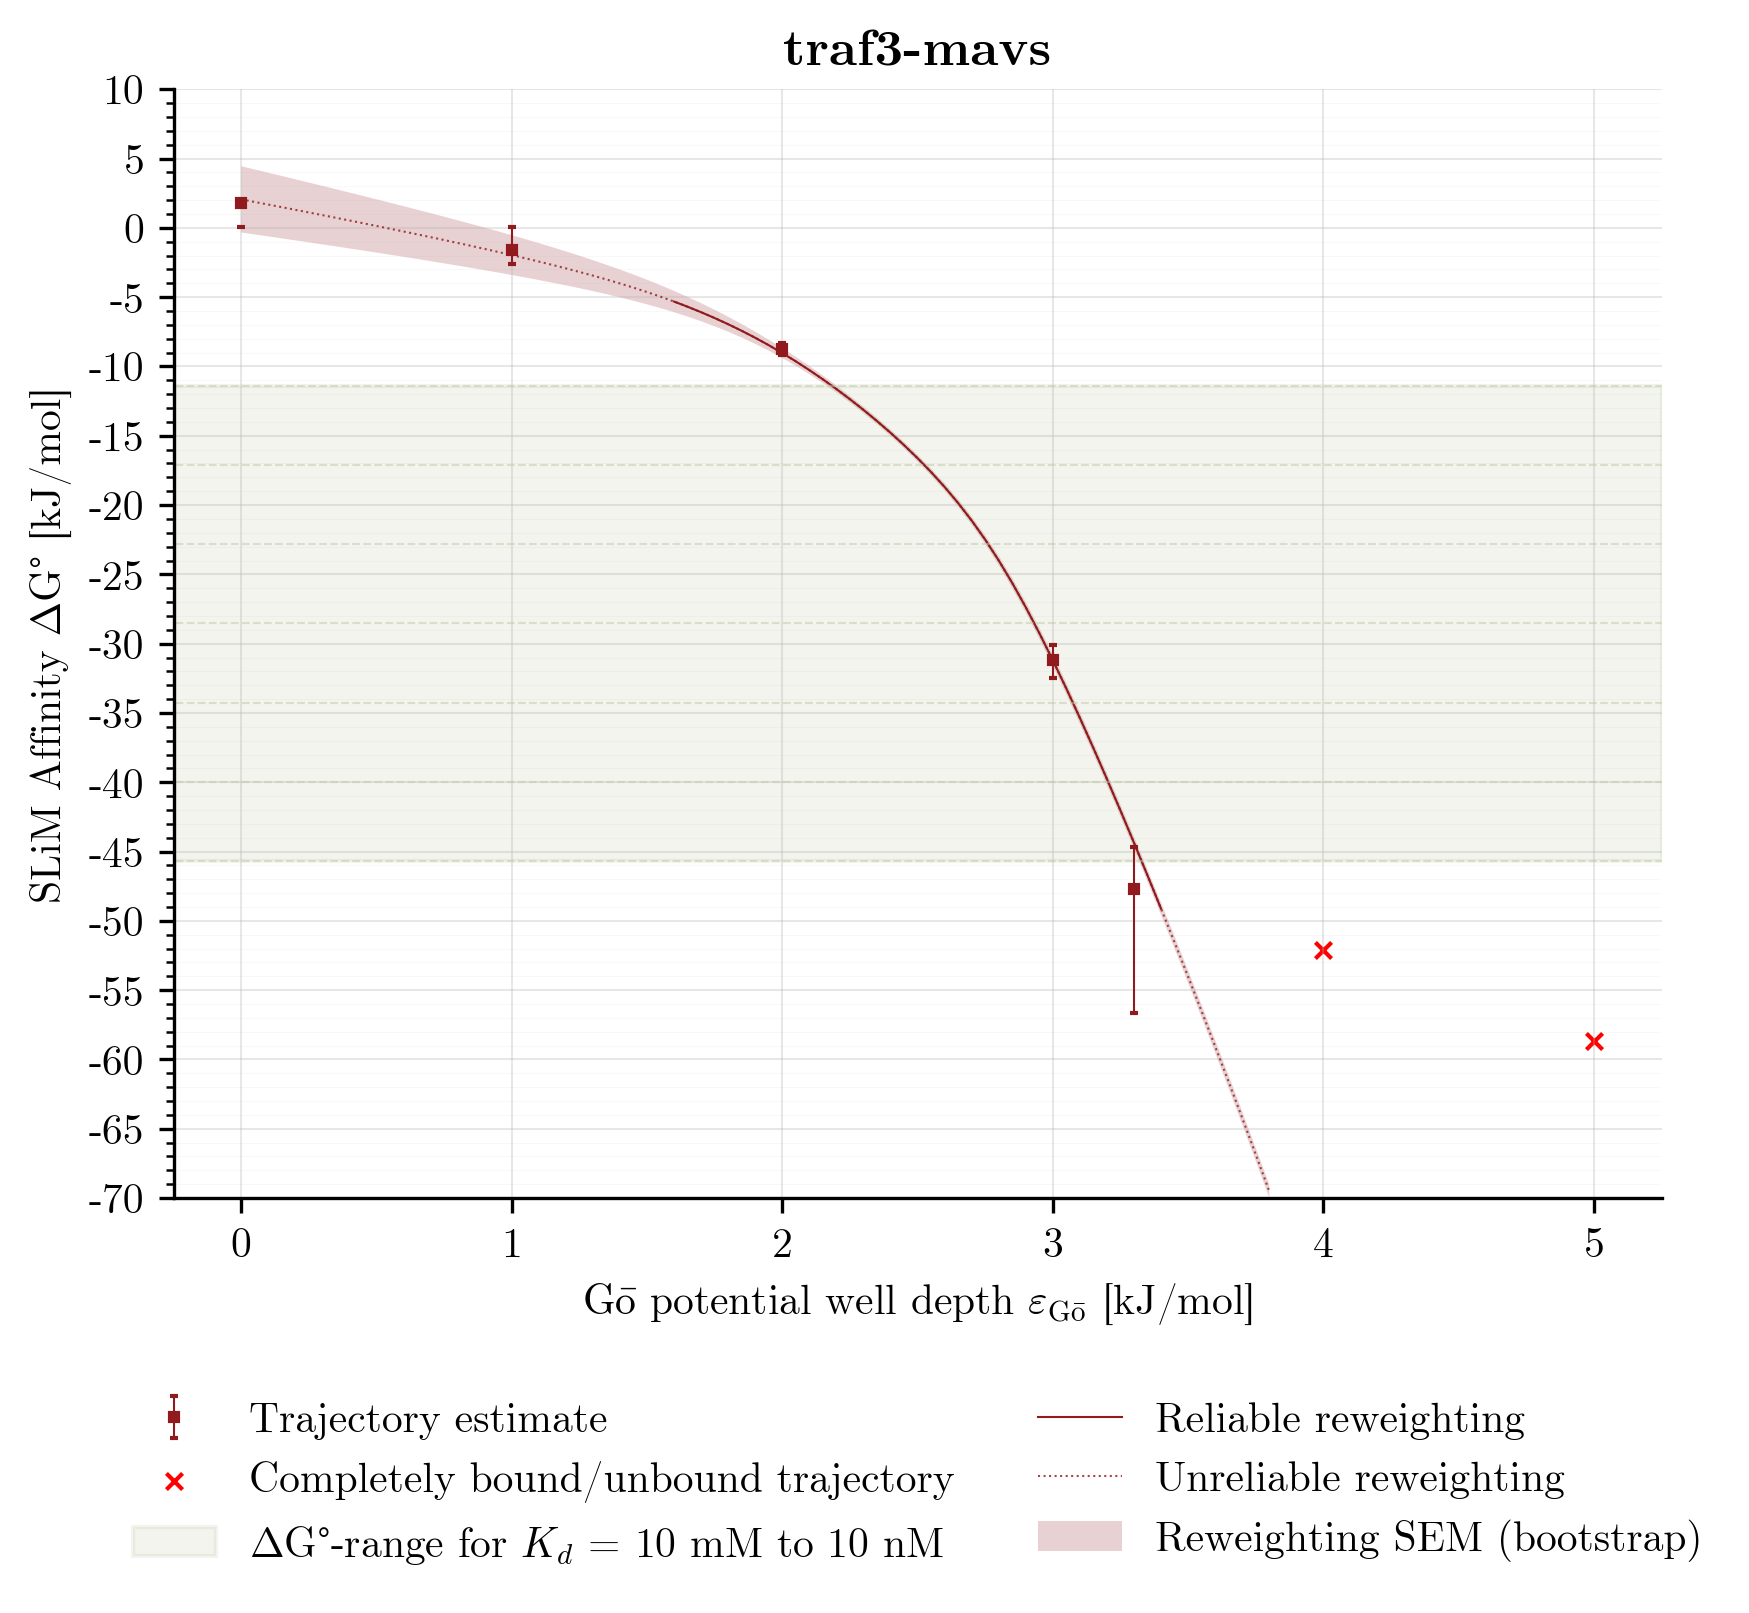 traf3-mavs
10
5
0
-5
-10
-15
-20
-25
-30
-35
-40
-45
-50
-55
-60
-65
-70
SLiM Affinity ΔG° [kJ/mol]
0 1 2 3 4 5
Gō potential well depth ε_Gō [kJ/mol]
Trajectory estimate
Completely bound/unbound trajectory
ΔG°-range for K_d = 10 mM to 10 nM
Reliable reweighting
Unreliable reweighting
Reweighting SEM (bootstrap)